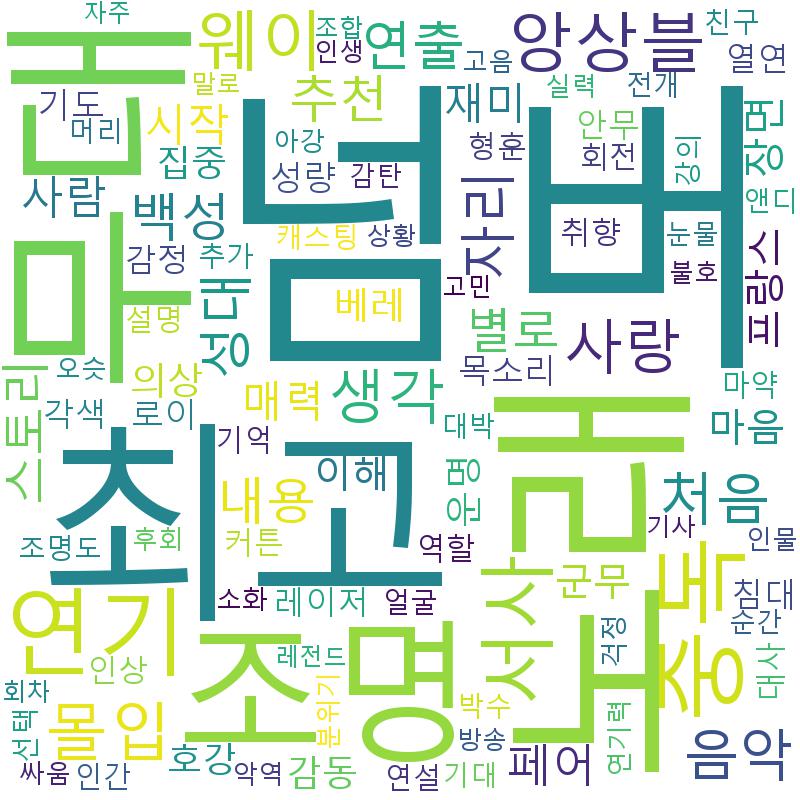 자주
무대
웨이
조합
인생
연출
앙상블
친구
열연
고음
말로
기도
머리
시작
추천
재미
실력
전개
안무
장면
사람
집중
아강
성량
감탄
넘버
형훈
회전
강의
앤디
백성
감정
추가
캐스팅
상황
자리
취향
눈물
불호
프랑스
설명
성대
베레
고민
별로
사랑
스토리
오슷
의상
각색
로이
매력
생각
목소리
마약
마음
최고
기억
대박
노래
이해
내용
운명
처음
조명도
후회
커튼
역할
기사
인물
소화
레이저
얼굴
서사
군무
중독
침대
순간
연기
인상
조명
레전드
분위기
걱정
대사
회차
선택
몰입
호강
박수
방송
페어
연기력
음악
싸움
인간
악역
감동
연설
기대